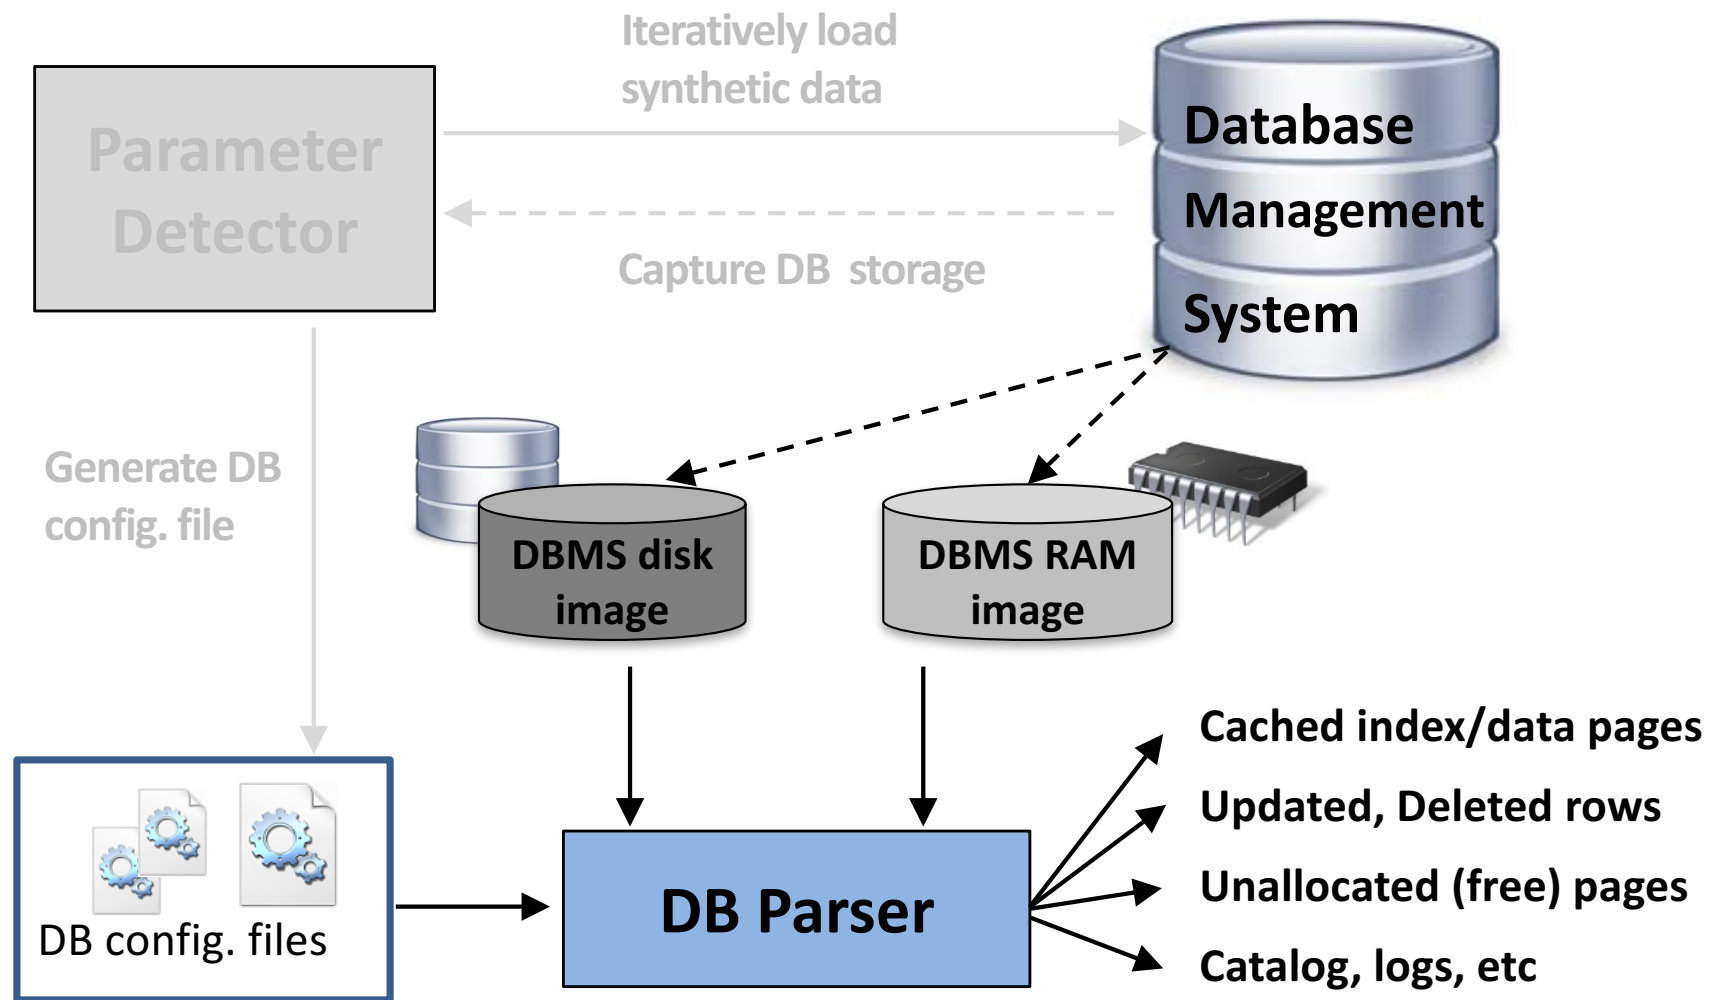 Iteratively load
synthetic data
Parameter
Detector
Database
Management
System
Capture DB  storage
Generate DB
config. file
DBMS disk
image
DBMS RAM
image
Cached index/data pages
Updated, Deleted rows
Unallocated (free) pages
Catalog, logs, etc
DB config. files
DB Parser